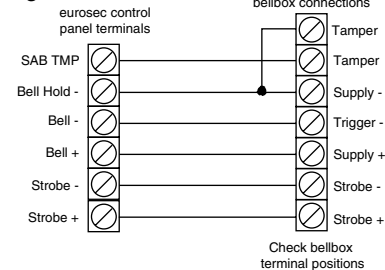 bellbox connections
eurosec control
panel terminals
Tamper
SAB TMP
Tamper
Bell Hold -
Supply -
Bell -
Trigger -
Bell +
Supply +
Strobe -
Strobe -
Strobe +
Strobe +
Check bellbox
terminal positions